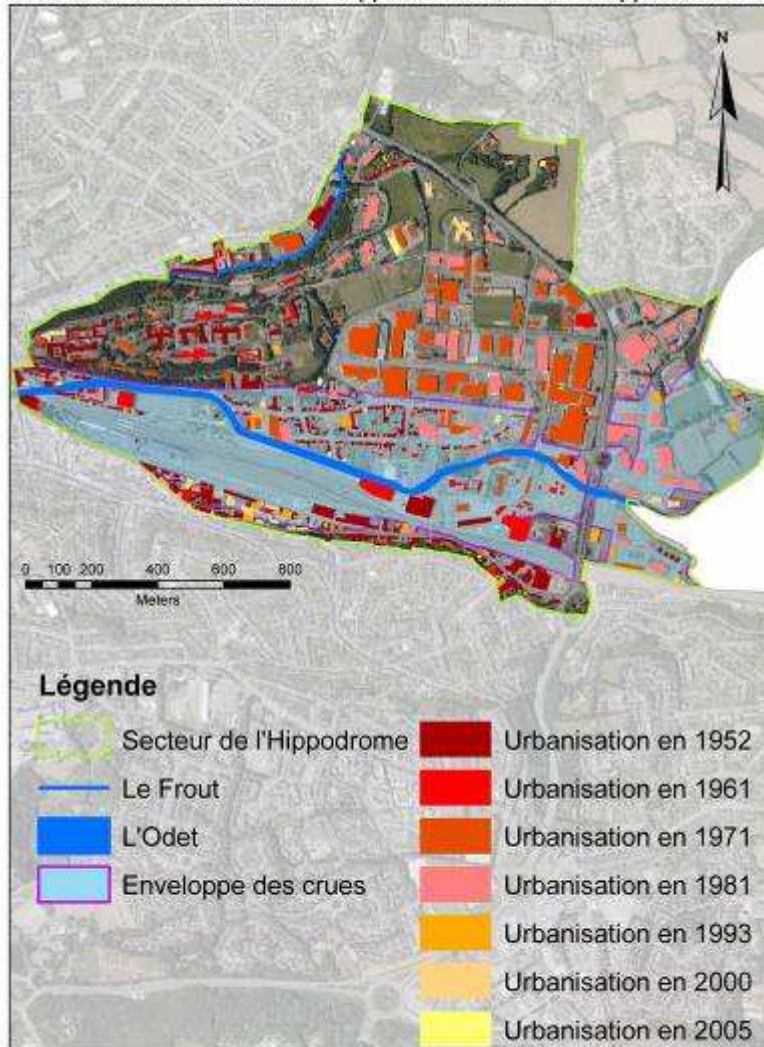 N
0 100 200 400 600 800
Meters
Légende
Secteur de l'Hippodrome
Le Frout
L'Odet
Enveloppe des crues
Urbanisation en 1952
Urbanisation en 1961
Urbanisation en 1971
Urbanisation en 1981
Urbanisation en 1993
Urbanisation en 2000
Urbanisation en 2005